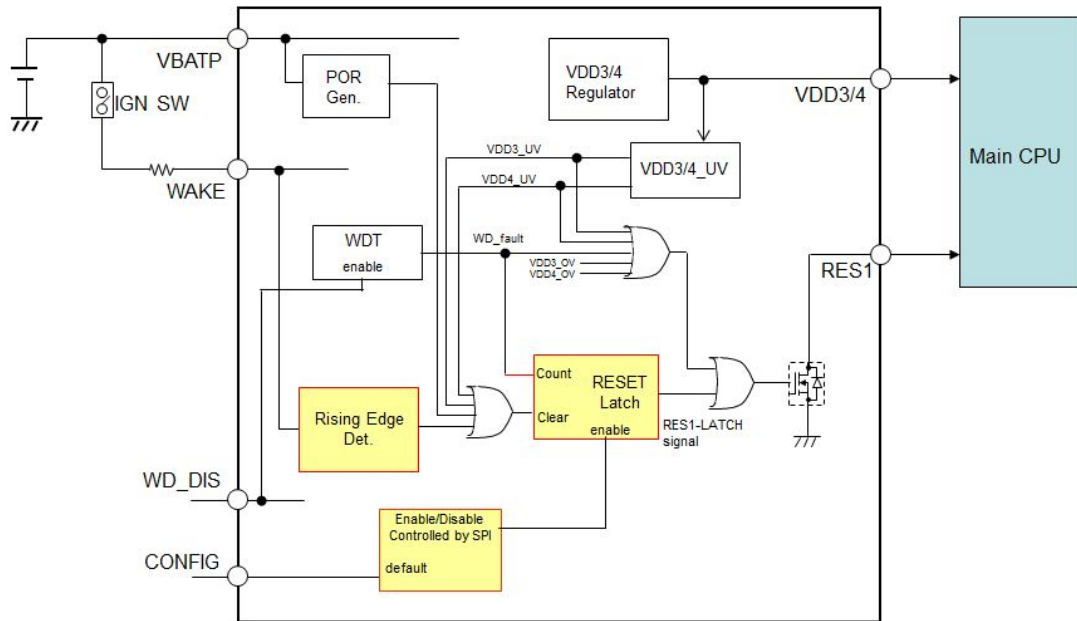 VBATP
POR
Gen.
VDD3/4
Regulator
VDD3/4
IGN SW
VDD3_UV
VDD3/4_UV
Main CPU
WAKE
VDD4_UV
WDT
enable
WD_fault
VDD3_OV
VDD4_OV
RES1
Count
RESET
Latch
Clear
enable
RES1-LATCH
signal
Rising Edge
Det.
WD_DIS
Enable/Disable
Controlled by SPI
default
CONFIG